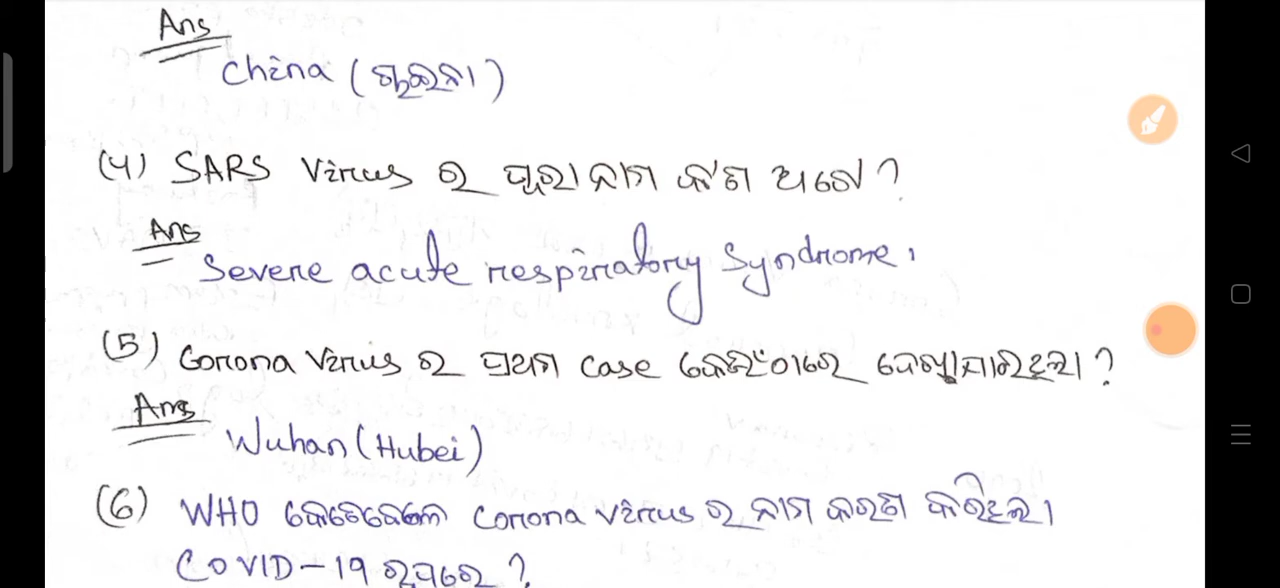 Ans
China (ଚାଇନା)
(4) SARS Virus ର ପୁରା ନାମ କ'ଣ ଅଟେ ?
Ans
Severe acute respiratory Syndrome.
(5) Corona Virus ର ପ୍ରଥମ case କେଉଁଠାରେ ଦେଖାଯାଇଥିଲା ?
Ans
Wuhan (Hubei)
(6) WHO କେତେବେଳେ Corona Virus ର ନାମ କରଣ କରିଥିଲା
COVID-19 ରୂପରେ ?